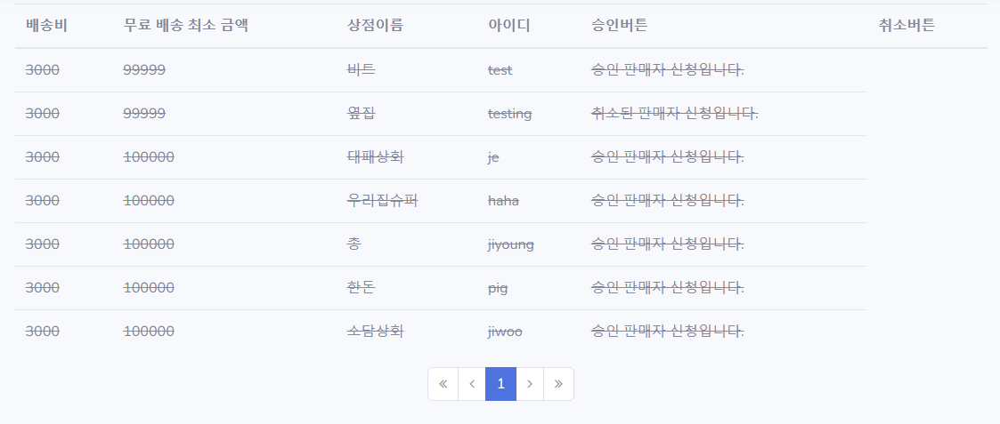 배송비 무료 배송 최소 금액 상점이름 아이디 승인버튼 취소버튼
3000 99999 바트 test 승인 판매자 신청입니다.
3000 99999 옆집 testing 취소된 판매자 신청입니다.
3000 100000 대패상회 je 승인 판매자 신청입니다.
3000 100000 우리집슈퍼 haha 승인 판매자 신청입니다.
3000 100000 총 jiyoung 승인 판매자 신청입니다.
3000 100000 한돈 pig 승인 판매자 신청입니다.
3000 100000 소담상회 jiwoo 승인 판매자 신청입니다.
« ‹ 1 › »